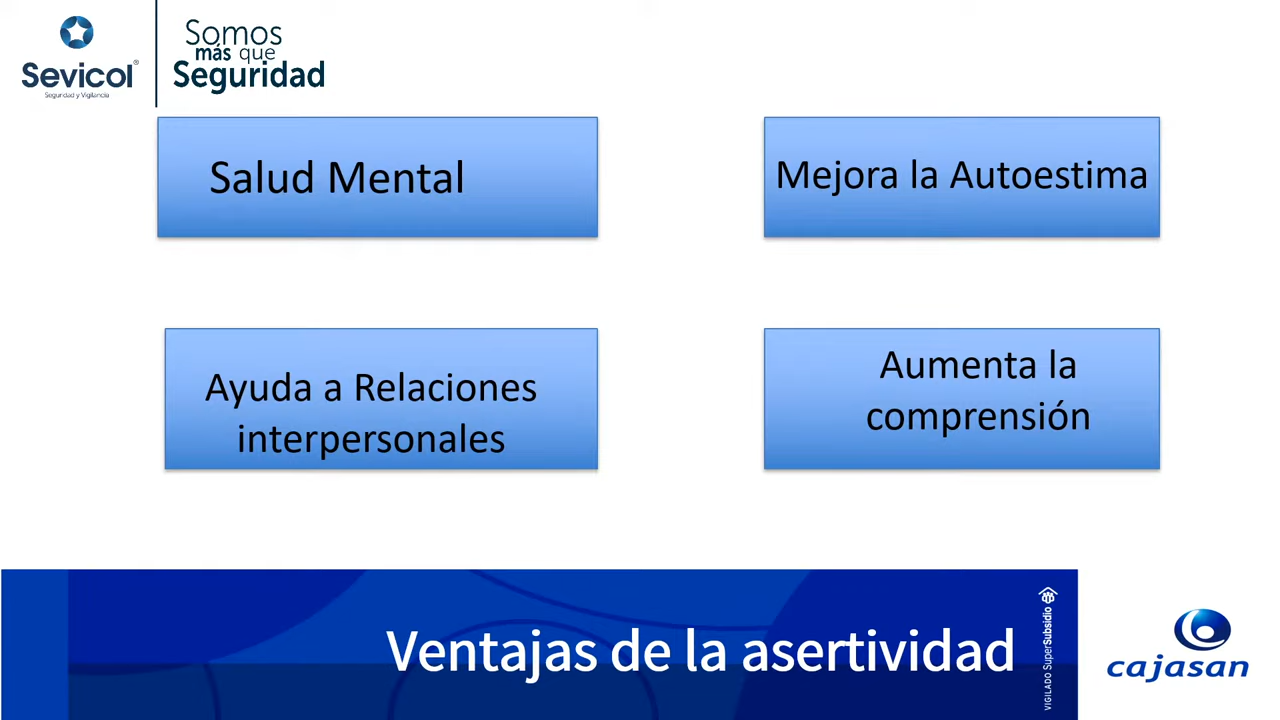 Sevicol
Seguridad y Vigilancia
Somos
más que
Seguridad
Salud Mental
Mejora la Autoestima
Ayuda a Relaciones
interpersonales
Aumenta la
comprensión
Ventajas de la asertividad
VIGILADO SuperSubsidio
cajasan